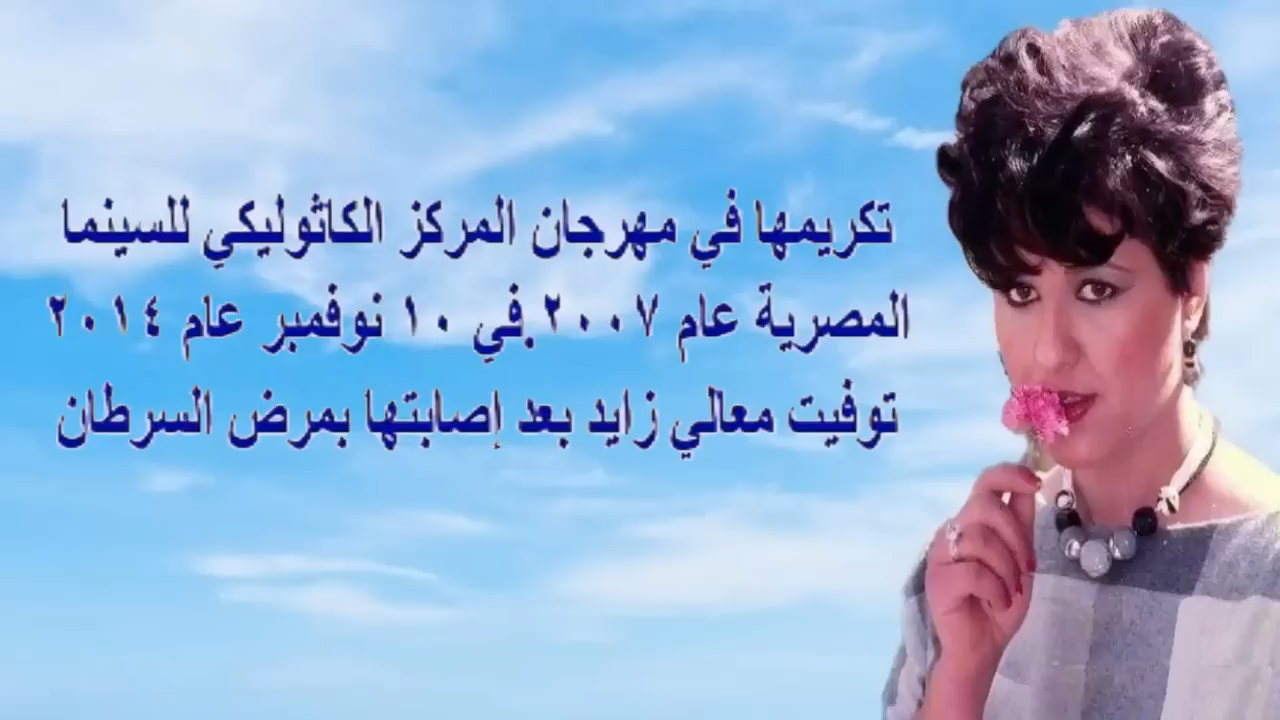 تكريمها في مهرجان المركز الكاثوليكي للسينما
المصرية عام ٢٠٠٧.في ١٠ نوفمبر عام ٢٠١٤
توفيت معالي زايد بعد إصابتها بمرض السرطان